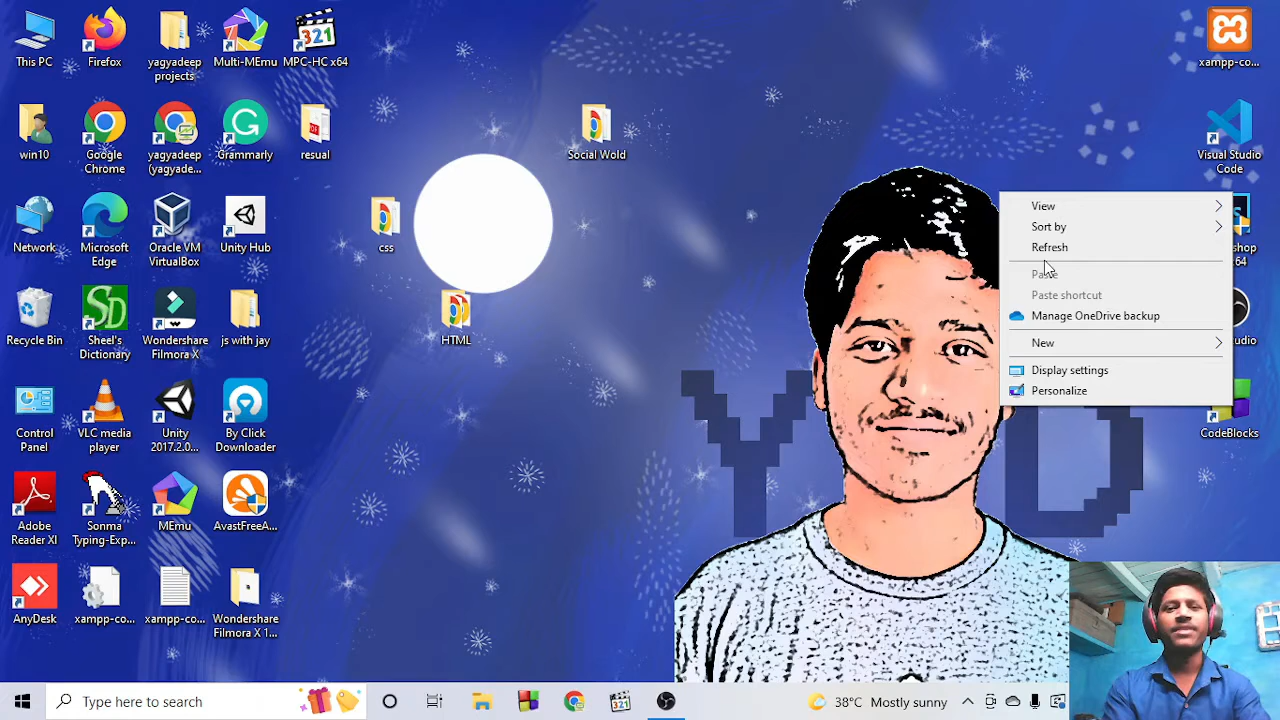 This PC
Firefox
yagyadeep
projects
Multi-MEmu
MPC-HC x64
xampp-co...
win10
Google
Chrome
yagyadeep
(yagyade...
Grammarly
resual
Social Wold
Visual Studio
Code
Network
Microsoft
Edge
Oracle VM
VirtualBox
Unity Hub
css
View
Sort by
Refresh
Paste
Paste shortcut
Manage OneDrive backup
New
Display settings
Personalize
Recycle Bin
Sheel's
Dictionary
Wondershare
Filmora X
js with jay
HTML
Control
Panel
VLC media
player
Unity
2017.2.0...
By Click
Downloader
CodeBlocks
Y D
Adobe
Reader XI
Sonma
Typing-Exp...
MEmu
AvastFreeA...
AnyDesk
xampp-co...
xampp-co...
Wondershare
Filmora X 1...
Type here to search
38°C Mostly sunny